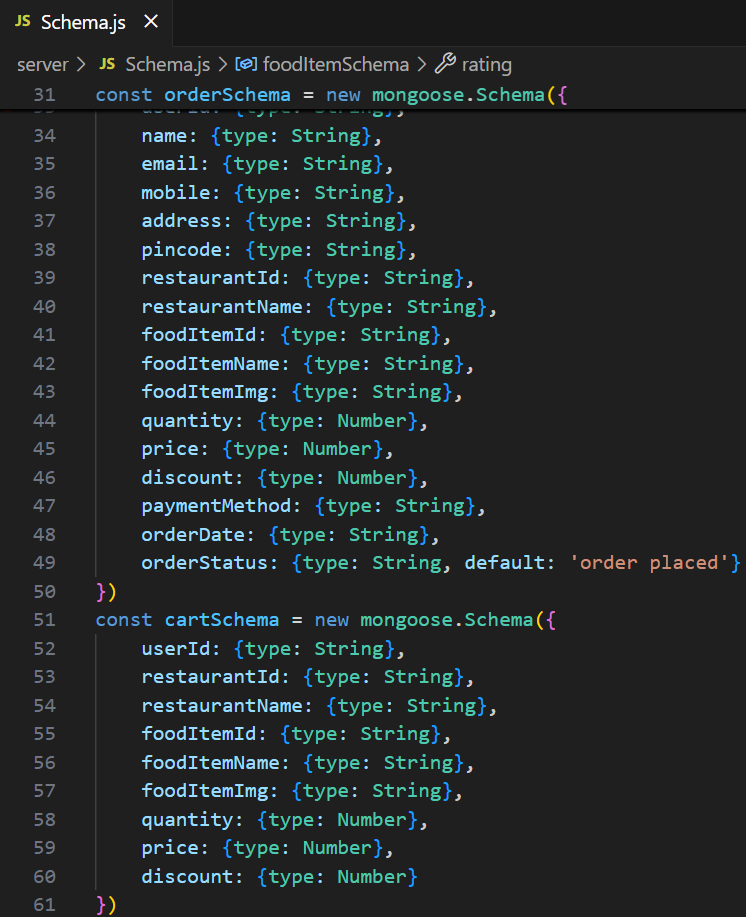 JS Schema.js ×
server > JS Schema.js > foodItemSchema > rating
31 const orderSchema = new mongoose.Schema({
34 name: {type: String},
35 email: {type: String},
36 mobile: {type: String},
37 address: {type: String},
38 pincode: {type: String},
39 restaurantId: {type: String},
40 restaurantName: {type: String},
41 foodItemId: {type: String},
42 foodItemName: {type: String},
43 foodItemImg: {type: String},
44 quantity: {type: Number},
45 price: {type: Number},
46 discount: {type: Number},
47 paymentMethod: {type: String},
48 orderDate: {type: String},
49 orderStatus: {type: String, default: 'order placed'}
50 })
51 const cartSchema = new mongoose.Schema({
52 userId: {type: String},
53 restaurantId: {type: String},
54 restaurantName: {type: String},
55 foodItemId: {type: String},
56 foodItemName: {type: String},
57 foodItemImg: {type: String},
58 quantity: {type: Number},
59 price: {type: Number},
60 discount: {type: Number}
61 })